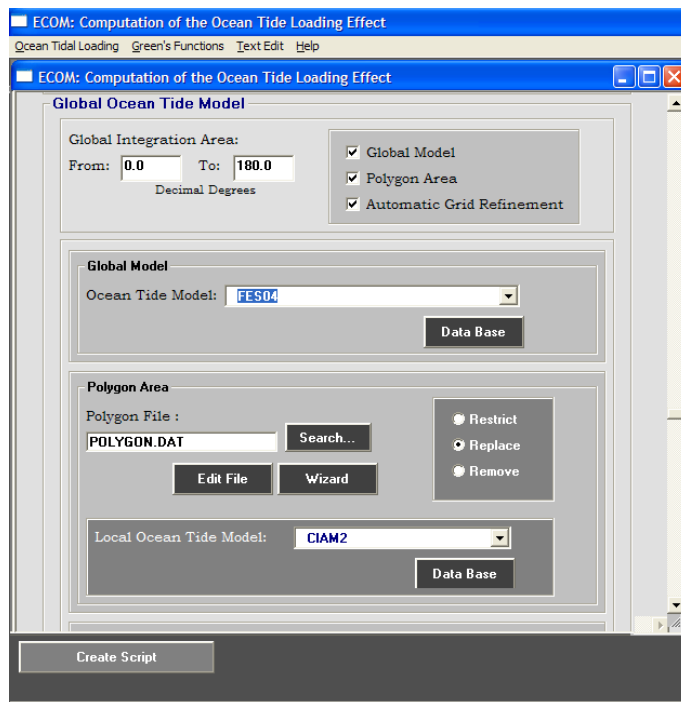 ECOM: Computation of the Ocean Tide Loading Effect
Ocean Tidal Loading Green's Functions Text Edit Help
ECOM: Computation of the Ocean Tide Loading Effect
Global Ocean Tide Model
Global Integration Area:
From: 0.0 To: 180.0
Decimal Degrees
Global Model
Polygon Area
Automatic Grid Refinement
Global Model
Ocean Tide Model: FES04
Data Base
Polygon Area
Polygon File :
POLYGON.DAT
Search...
Edit File Wizard
Restrict
Replace
Remove
Local Ocean Tide Model: CIAM2
Data Base
Create Script